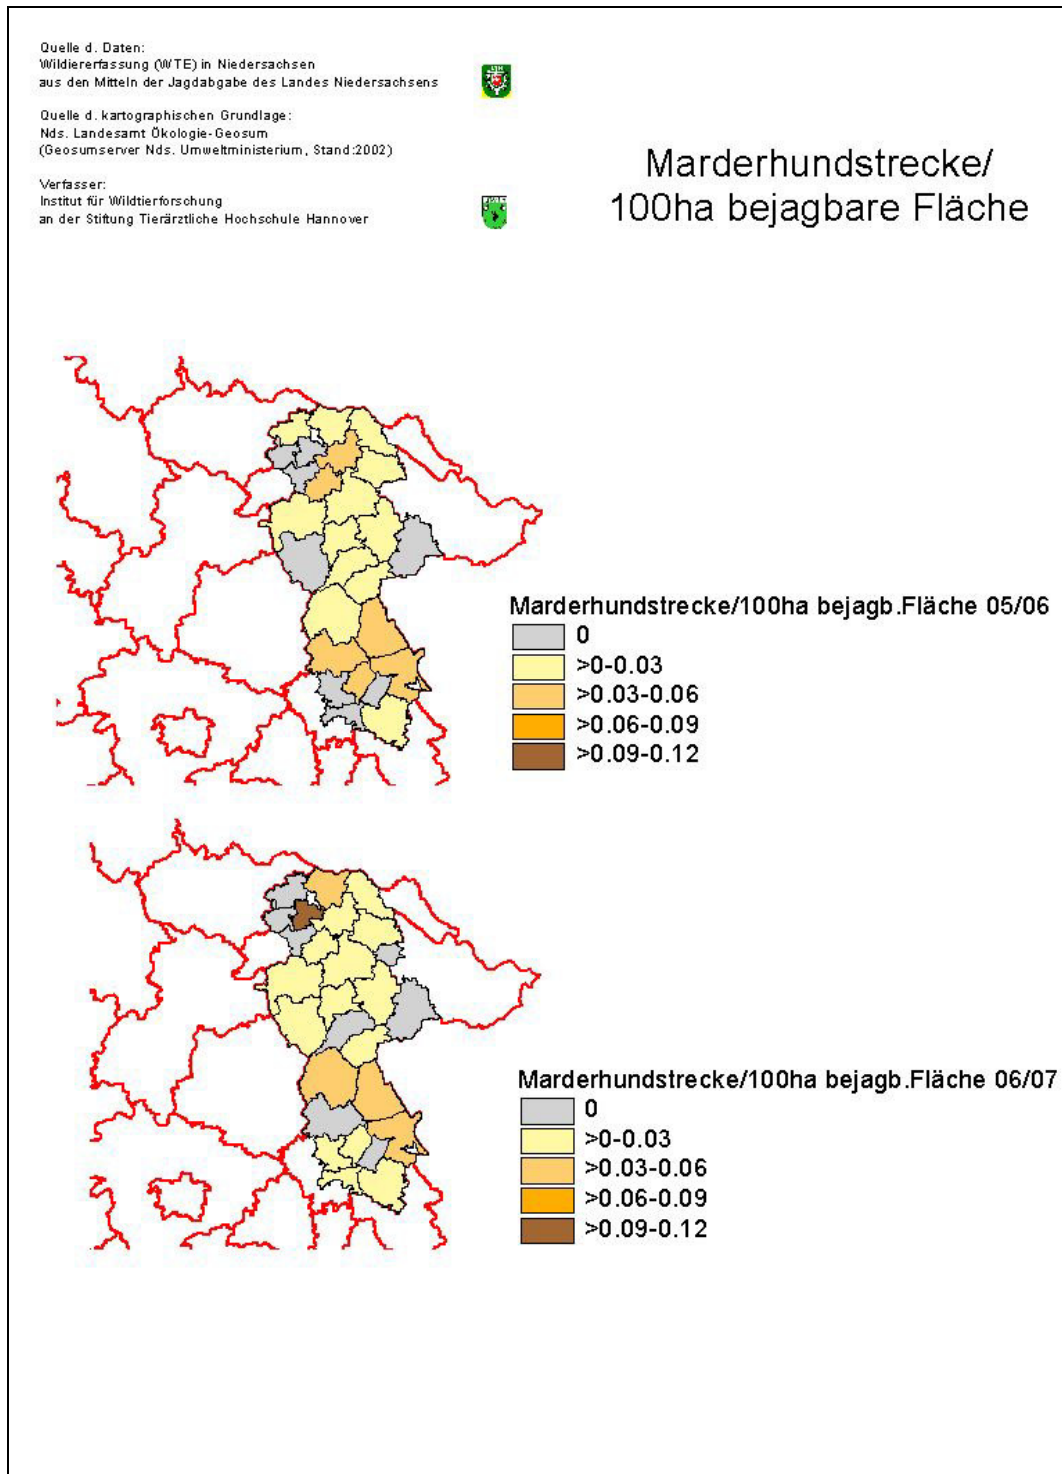 Quelle d. Daten:
Wildiererfassung (WTE) in Niedersachsen
aus den Mitteln der Jagdabgabe des Landes Niedersachsens
Quelle d. kartographischen Grundlage:
Nds. Landesamt Ökologie-Geosum
(Geosumserver Nds. Umweltministerium, Stand:2002)
Verfasser:
Institut für Wildtierforschung
an der Stiftung Tierärztliche Hochschule Hannover
Marderhundstrecke/
100ha bejagbare Fläche
Marderhundstrecke/100ha bejagb.Fläche 05/06
0
>0-0.03
>0.03-0.06
>0.06-0.09
>0.09-0.12
Marderhundstrecke/100ha bejagb.Fläche 06/07
0
>0-0.03
>0.03-0.06
>0.06-0.09
>0.09-0.12